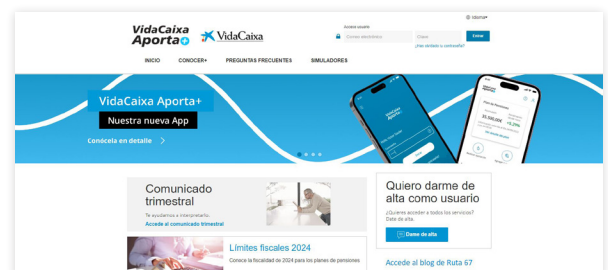 Idioma
VidaCaixa
Aporta+
VidaCaixa
Acceso usuario
Correo electrónico
Clave
Entrar
¿Has olvidado la contraseña?
INICIO
CONOCER+
PREGUNTAS FRECUENTES
SIMULADORES
VidaCaixa Aporta+
Nuestra nueva App
Conócela en detalle
Comunicado
trimestral
Te ayudamos a interpretarlo.
Accede al comunicado trimestral
Quiero darme de
alta como usuario
¿Quieres acceder a todos los servicios?
Date de alta.
Dame de alta
Límites fiscales 2024
Conoce la fiscalidad de 2024 para los planes de pensiones
Accede al blog de Ruta 67